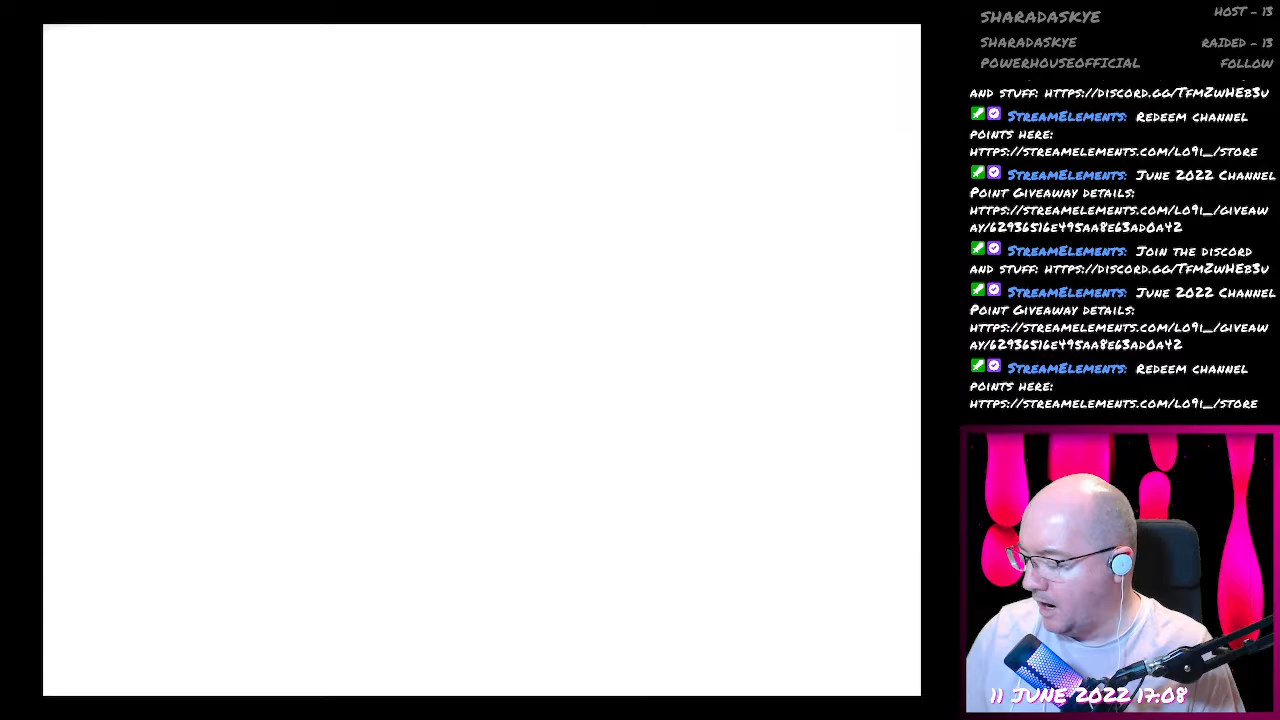 SHARADASKYE HOST - 13
SHARADASKYE RAIDED - 13
POWERHOUSEOFFICIAL FOLLOW
AND STUFF: HTTPS://DISCORD.GG/TFMZWHE83U
STREAMELEMENTS: REDEEM CHANNEL
POINTS HERE:
HTTPS://STREAMELEMENTS.COM/LO9I_/STORE
STREAMELEMENTS: JUNE 2022 CHANNEL
POINT GIVEAWAY DETAILS:
HTTPS://STREAMELEMENTS.COM/LO9I_/GIVEAW
AY/62936516E495AA8E63AD0A42
STREAMELEMENTS: JOIN THE DISCORD
AND STUFF: HTTPS://DISCORD.GG/TFMZWHE83U
STREAMELEMENTS: JUNE 2022 CHANNEL
POINT GIVEAWAY DETAILS:
HTTPS://STREAMELEMENTS.COM/LO9I_/GIVEAW
AY/62936516E495AA8E63AD0A42
STREAMELEMENTS: REDEEM CHANNEL
POINTS HERE:
HTTPS://STREAMELEMENTS.COM/LO9I_/STORE
11 JUNE 2022 17:08